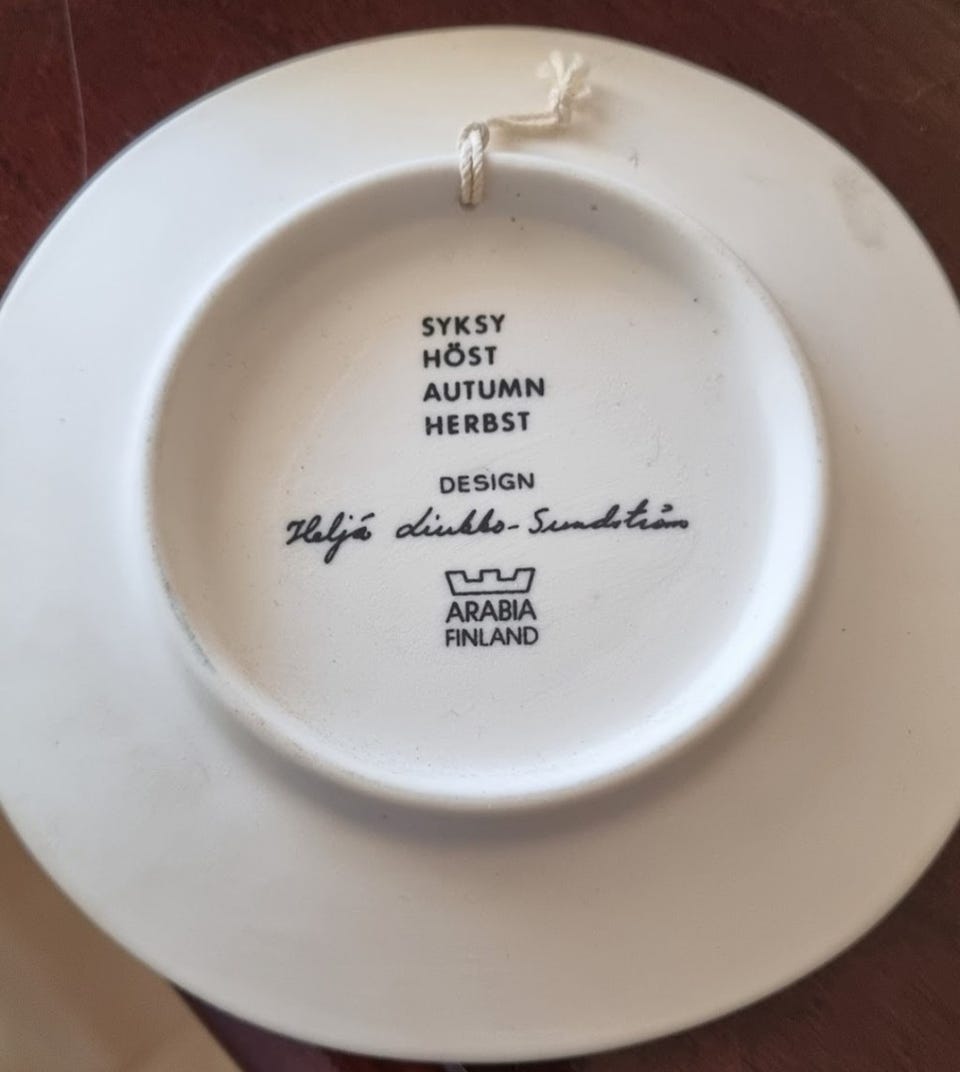 SYKSY
HÖST
AUTUMN
HERBST
DESIGN
Heljä Liukko-Sundström
ARABIA
FINLAND